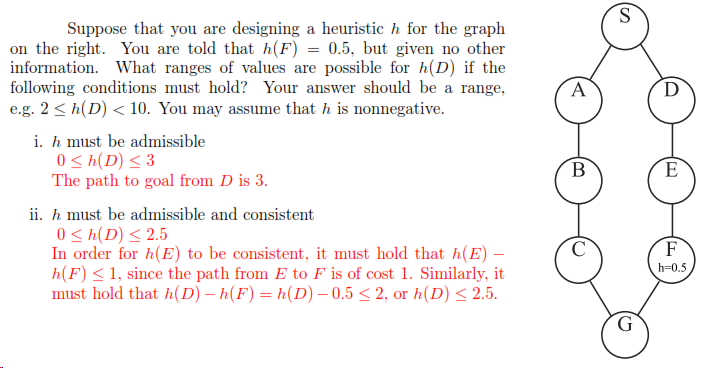 Suppose that you are designing a heuristic h for the graph
on the right. You are told that h(F) = 0.5, but given no other
information. What ranges of values are possible for h(D) if the
following conditions must hold? Your answer should be a range,
e.g. 2 ≤ h(D) < 10. You may assume that h is nonnegative.
i. h must be admissible
0 ≤ h(D) ≤ 3
The path to goal from D is 3.
ii. h must be admissible and consistent
0 ≤ h(D) ≤ 2.5
In order for h(E) to be consistent, it must hold that h(E) −
h(F) ≤ 1, since the path from E to F is of cost 1. Similarly, it
must hold that h(D) − h(F) = h(D) − 0.5 ≤ 2, or h(D) ≤ 2.5.
S
A
D
B
E
C
F
h=0.5
G